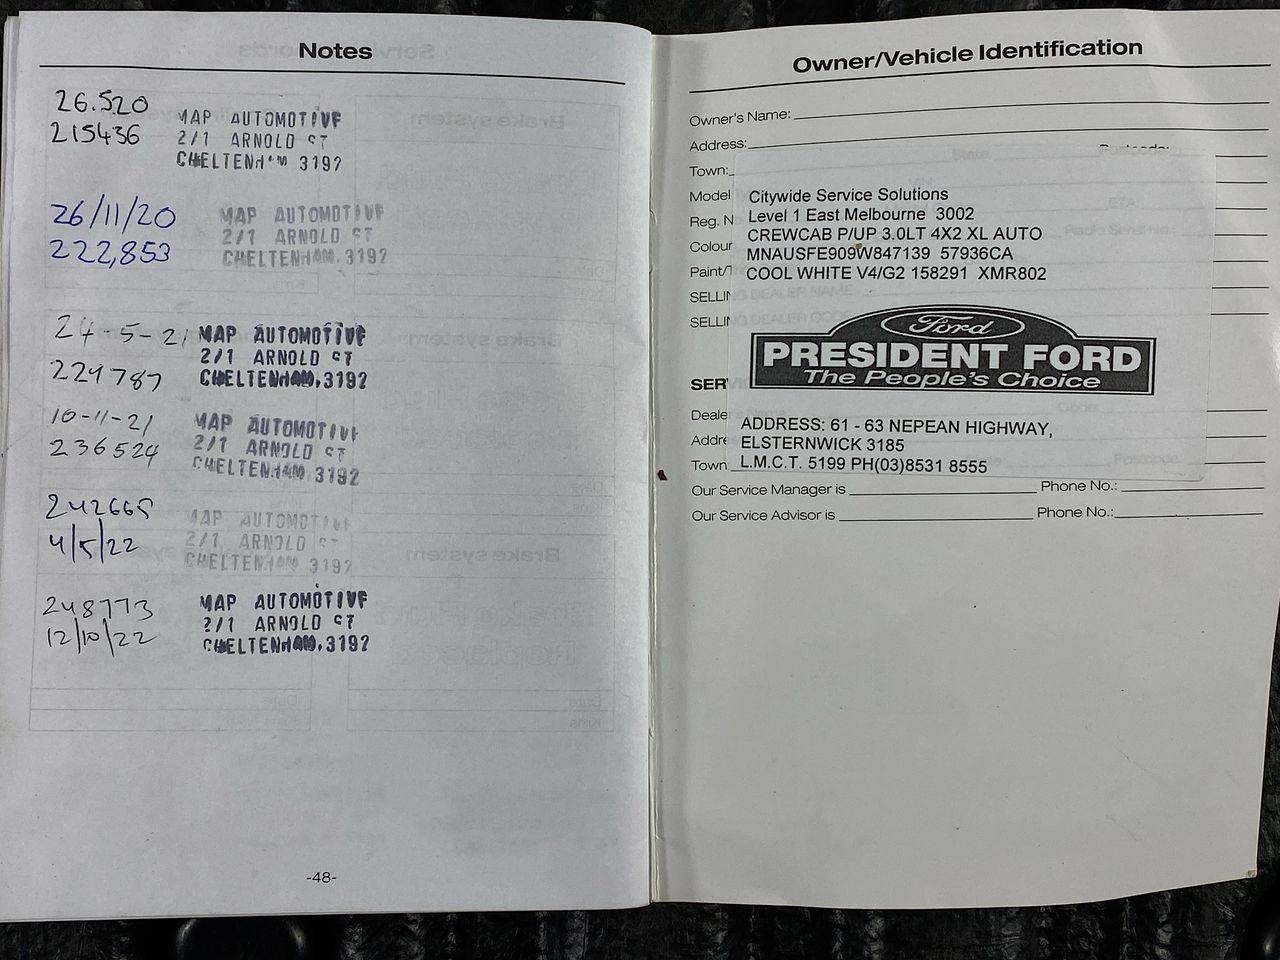 Notes
26.5.20
215436
MAP AUTOMOTIVE
2/1 ARNOLD ST
CHELTENHAM 3192
26/11/20
222,853
MAP AUTOMOTIVE
2/1 ARNOLD ST
CHELTENHAM,3192
24-5-21
229787
MAP AUTOMOTIVE
2/1 ARNOLD ST
CHELTENHAM,3192
10-11-21
236524
MAP AUTOMOTIVE
2/1 ARNOLD ST
CHELTENHAM,3192
242665
4/5/22
MAP AUTOMOTIVE
2/1 ARNOLD ST
CHELTENHAM 3192
248773
12/10/22
MAP AUTOMOTIVE
2/1 ARNOLD ST
CHELTENHAM,3192
-48-
Owner/Vehicle Identification
Owner's Name:
Address:
Town:
Model
Reg. N
Colour
Paint/T
SELLIN
SELLIN
Citywide Service Solutions
Level 1 East Melbourne 3002
CREWCAB P/UP 3.0LT 4X2 XL AUTO
MNAUSFE909W847139 57936CA
COOL WHITE V4/G2 158291 XMR802
Ford
PRESIDENT FORD
The People's Choice
SERV
Deale
Addre
Town
ADDRESS: 61 - 63 NEPEAN HIGHWAY,
ELSTERNWICK 3185
L.M.C.T. 5199 PH(03)8531 8555
Our Service Manager is Phone No.:
Our Service Advisor is Phone No.: